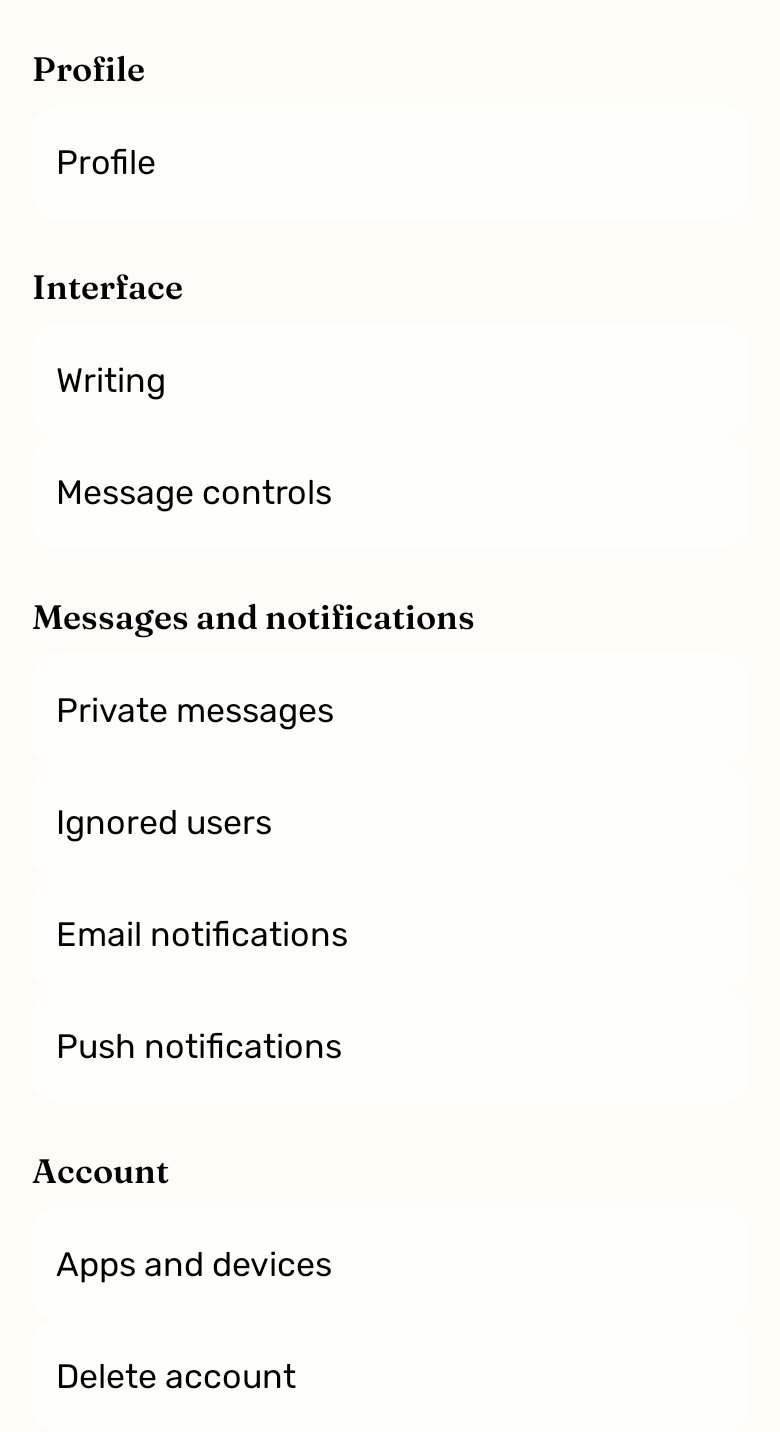 Profile
Profile
Interface
Writing
Message controls
Messages and notifications
Private messages
Ignored users
Email notifications
Push notifications
Account
Apps and devices
Delete account